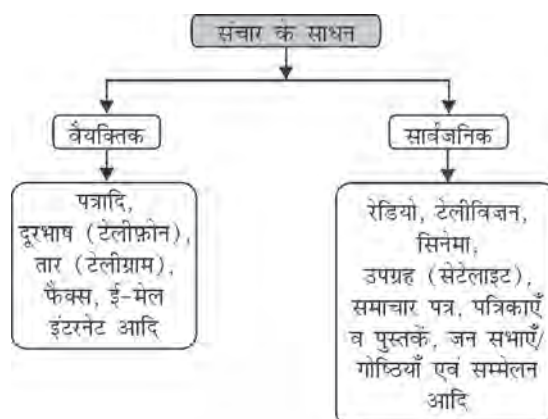 संचार के साधन
वैयक्तिक
सार्वजनिक
पत्रादि,
दूरभाष (टेलीफ़ोन),
तार (टेलीग्राम),
फैक्स, ई-मेल
इंटरनेट आदि
रेडियो, टेलीविज़न,
सिनेमा,
उपग्रह (सेटेलाइट),
समाचार पत्र, पत्रिकाएँ
व पुस्तकें, जन सभाएँ/
गोष्ठियाँ एवं सम्मेलन
आदि